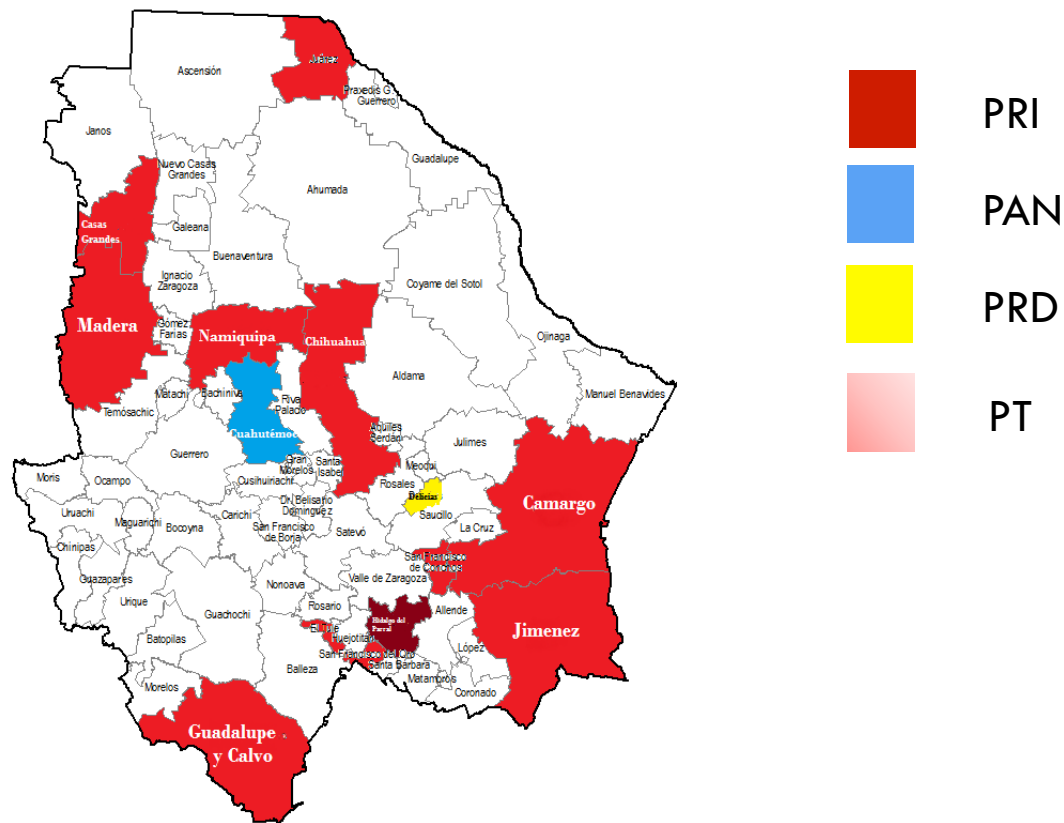 Juárez
Ascensión
Praxedis G.
Guerrero
Janos
Guadalupe
Nuevo Casas
Grandes
Ahumada
Casas
Grandes
Galeana
Buenaventura
Ignacio
Zaragoza
Coyame del Sotol
Madera
Gómez
Farías
Namiquipa
Chihuahua
Ojinaga
Aldama
Manuel Benavides
Matachí
Bachíniva
Riva
Palacio
Temósachic
Cuahutémoc
Aquiles
Serdán
Julimes
Guerrero
Gran
Morelos
Santa
Isabel
Meoqui
Moris
Ocampo
Cusihuiriachi
Rosales
Delicias
Camargo
Uruachi
Maguarichi
Bocoyna
Carichi
Dr. Belisario
Domínguez
Saucillo
La Cruz
San Francisco
de Borja
Satevó
Chínipas
San Francisco
de Conchos
Guazapares
Nonoava
Valle de Zaragoza
Urique
Guachochi
Rosario
Allende
Batopilas
El Tule
Huejotitán
Hidalgo del
Parral
Jimenez
San Francisco del Oro
López
Balleza
Santa Bárbara
Morelos
Matamoros
Coronado
Guadalupe
y Calvo
PRI
PAN
PRD
PT